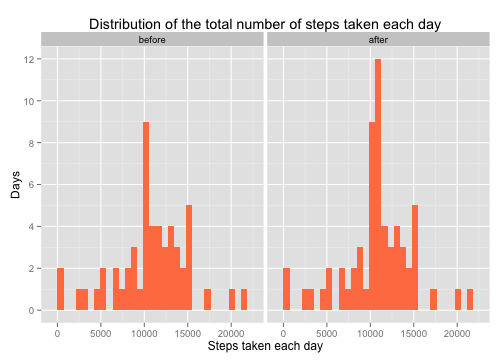 Distribution of the total number of steps taken each day
before after
12
10
8
6
4
2
0
Days
0 5000 10000 15000 20000 0 5000 10000 15000 20000
Steps taken each day